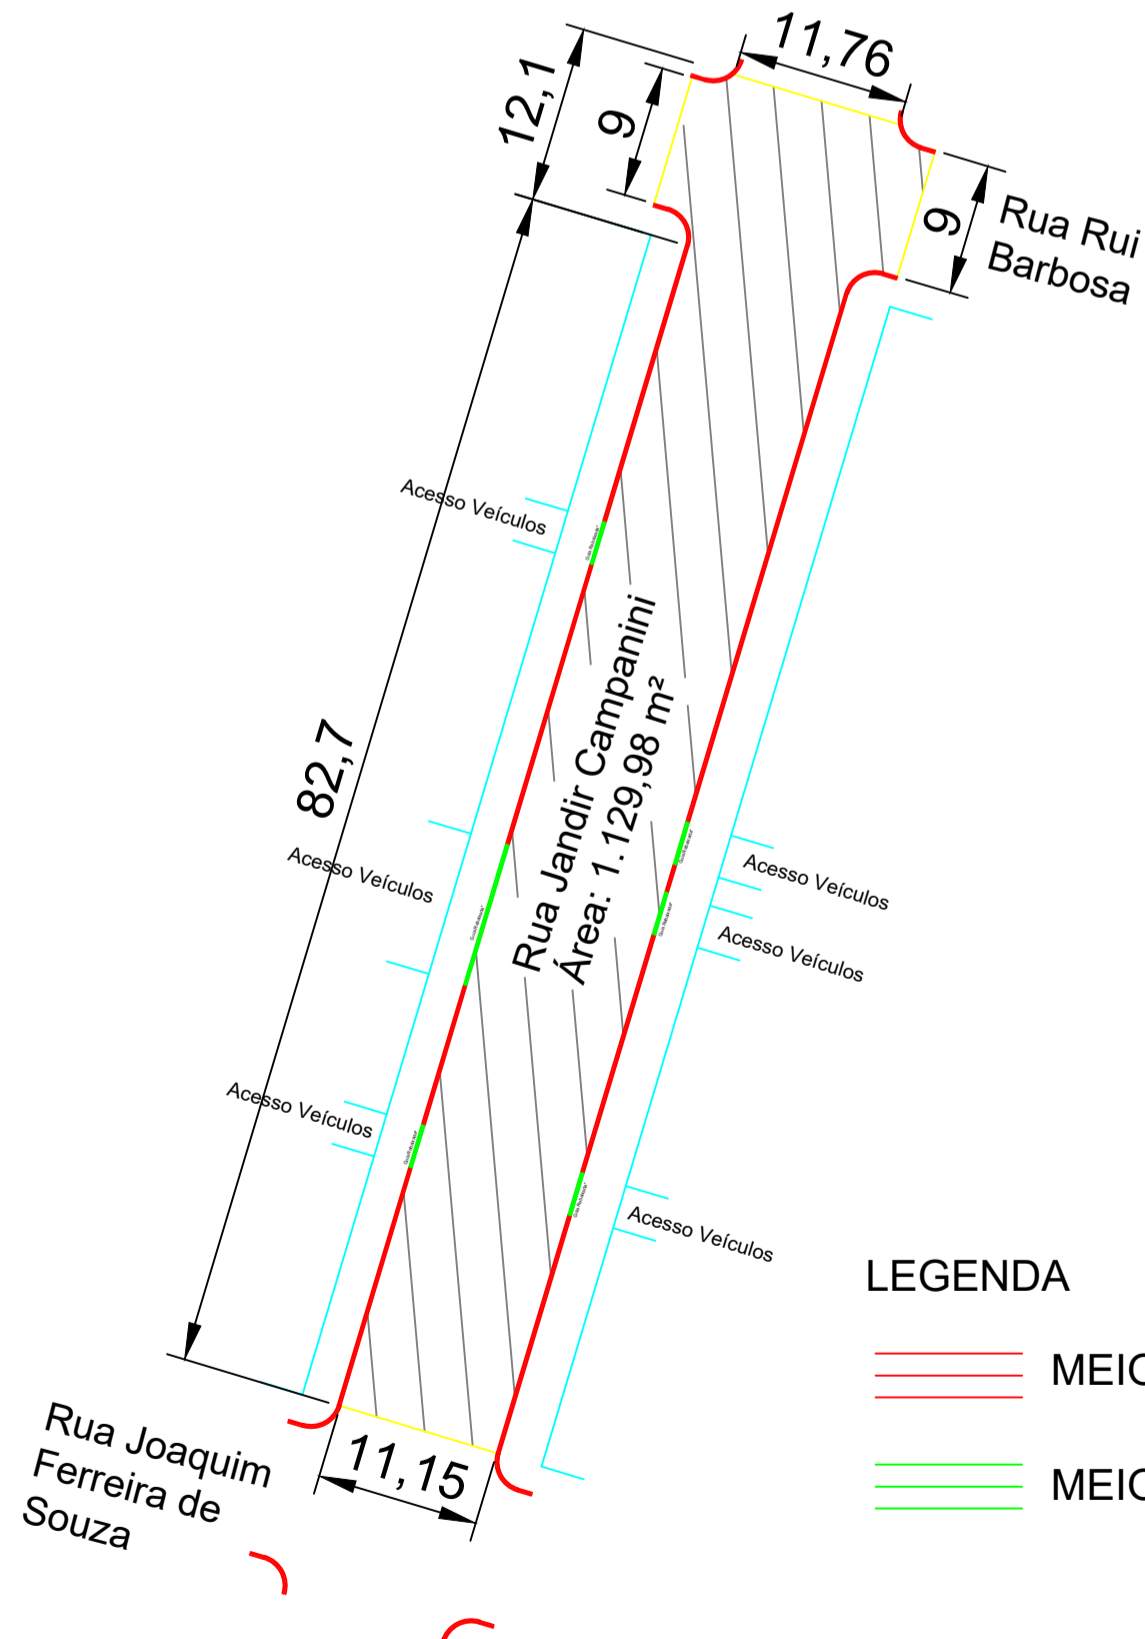 11,76
12,1
9
9
Rua Rui
Barbosa
Acesso Veículos
82,7
Rua Jandir Campanini
Área: 1.129,98 m²
Acesso Veículos
Acesso Veículos
Acesso Veículos
Acesso Veículos
Acesso Veículos
LEGENDA
MEIO
MEIO
Rua Joaquim
Ferreira de
Souza
11,15